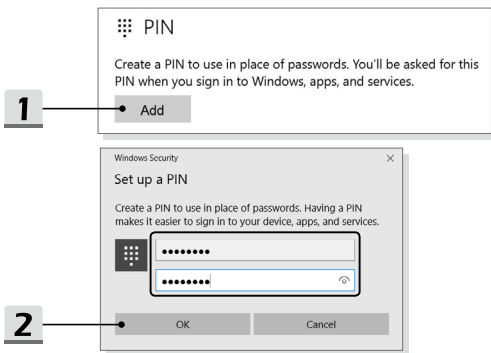 PIN
Create a PIN to use in place of passwords. You'll be asked for this
PIN when you sign in to Windows, apps, and services.
1
Add
Windows Security
Set up a PIN
Create a PIN to use in place of passwords. Having a PIN
makes it easier to sign in to your device, apps, and services.
••••••••
••••••••
2
OK Cancel